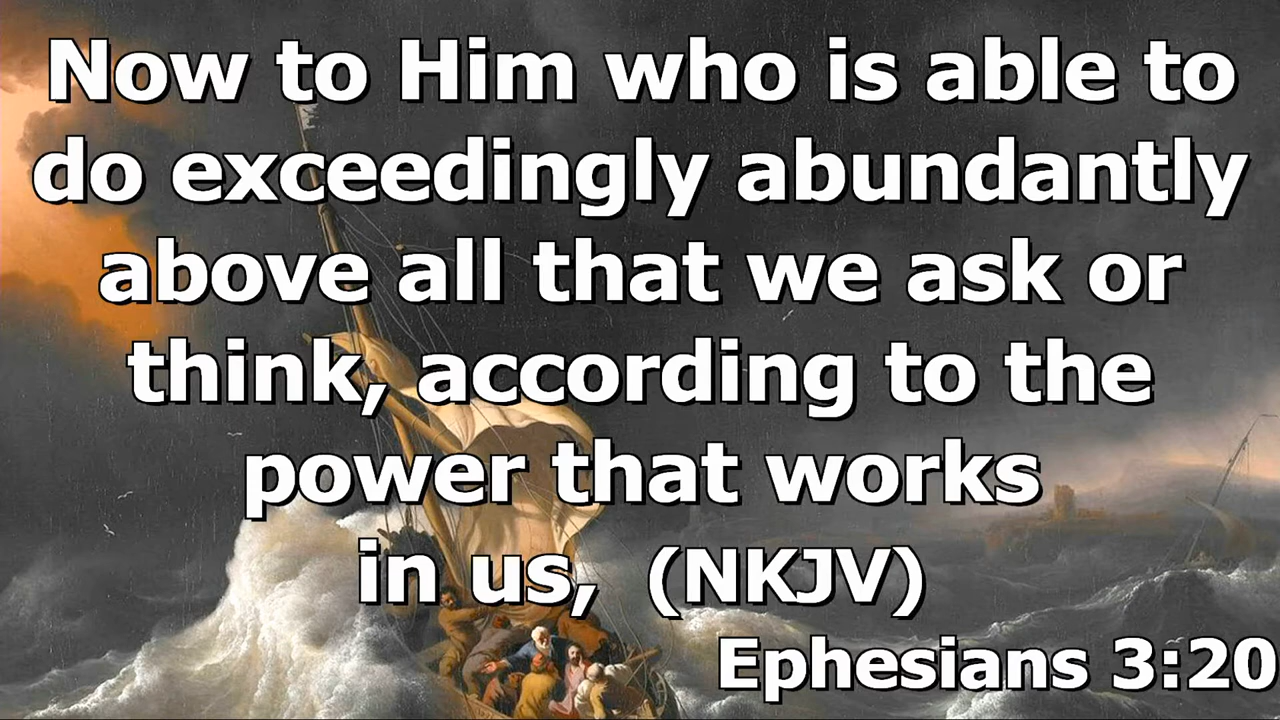 Now to Him who is able to
do exceedingly abundantly
above all that we ask or
think, according to the
power that works
in us,  (NKJV)
Ephesians 3:20